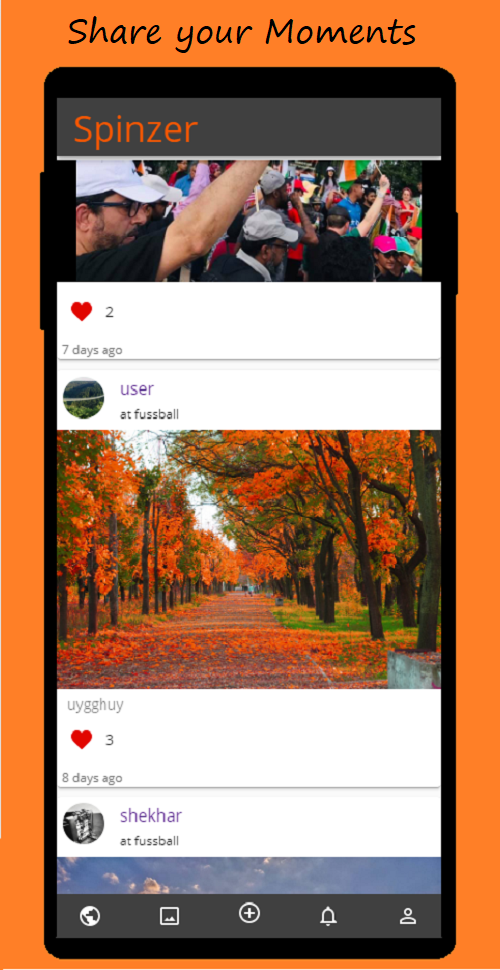 Share your Moments
Spinzer
2
7 days ago
user
at fussball
uygghuy
3
8 days ago
shekhar
at fussball